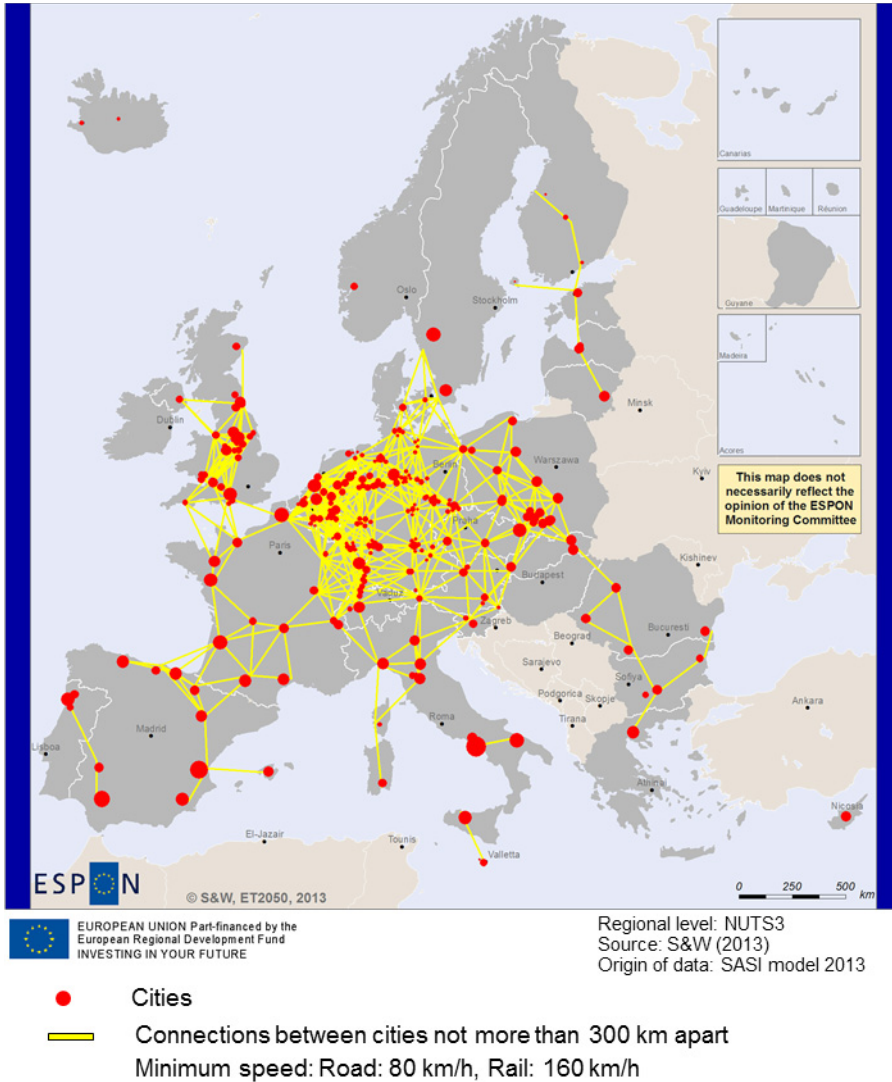 Canarias
Guadeloupe
Martinique
Réunion
Guyane
Madeira
Acores
This map does not
necessarily reflect the
opinion of the ESPON
Monitoring Committee
Oslo
Stockholm
Dublin
Minsk
Berlin
Warszawa
Kyiv
Praha
Paris
Kishinev
Vaduz
Budapest
Zagreb
Bucuresti
Beograd
Sarajevo
Sofiya
Podgorica
Skopje
Ankara
Roma
Tirana
Madrid
Lisboa
Athinai
Nicosia
El-Jazair
Tounis
Valletta
ESPON
© S&W, ET2050, 2013
0 250 500 km
EUROPEAN UNION Part-financed by the
European Regional Development Fund
INVESTING IN YOUR FUTURE
Regional level: NUTS3
Source: S&W (2013)
Origin of data: SASI model 2013
Cities
Connections between cities not more than 300 km apart
Minimum speed: Road: 80 km/h, Rail: 160 km/h